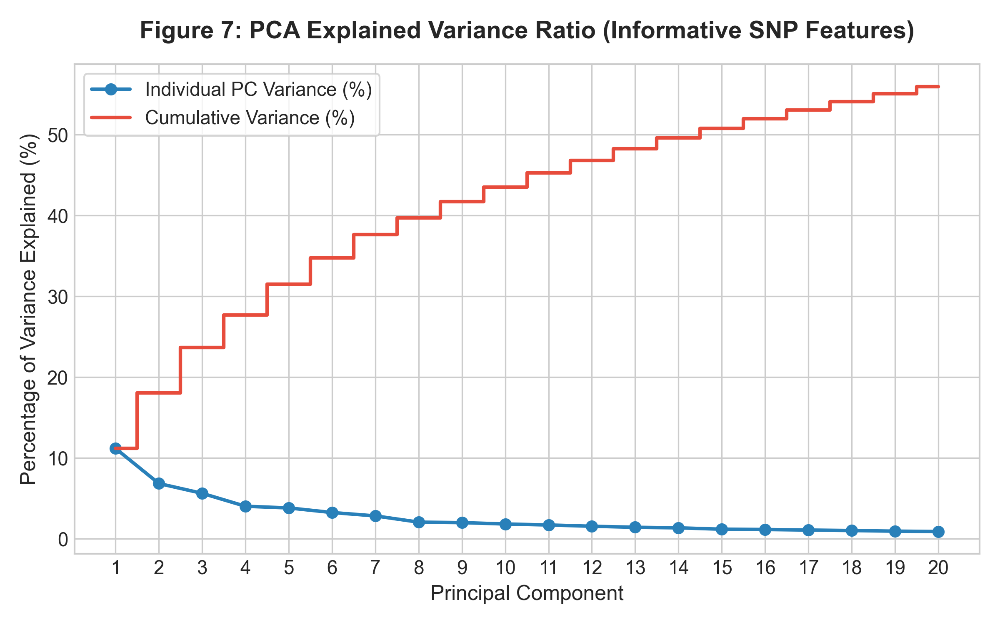 Figure 7: PCA Explained Variance Ratio (Informative SNP Features)
Individual PC Variance (%)
Cumulative Variance (%)
Percentage of Variance Explained (%)
50
40
30
20
10
0
1 2 3 4 5 6 7 8 9 10 11 12 13 14 15 16 17 18 19 20
Principal Component